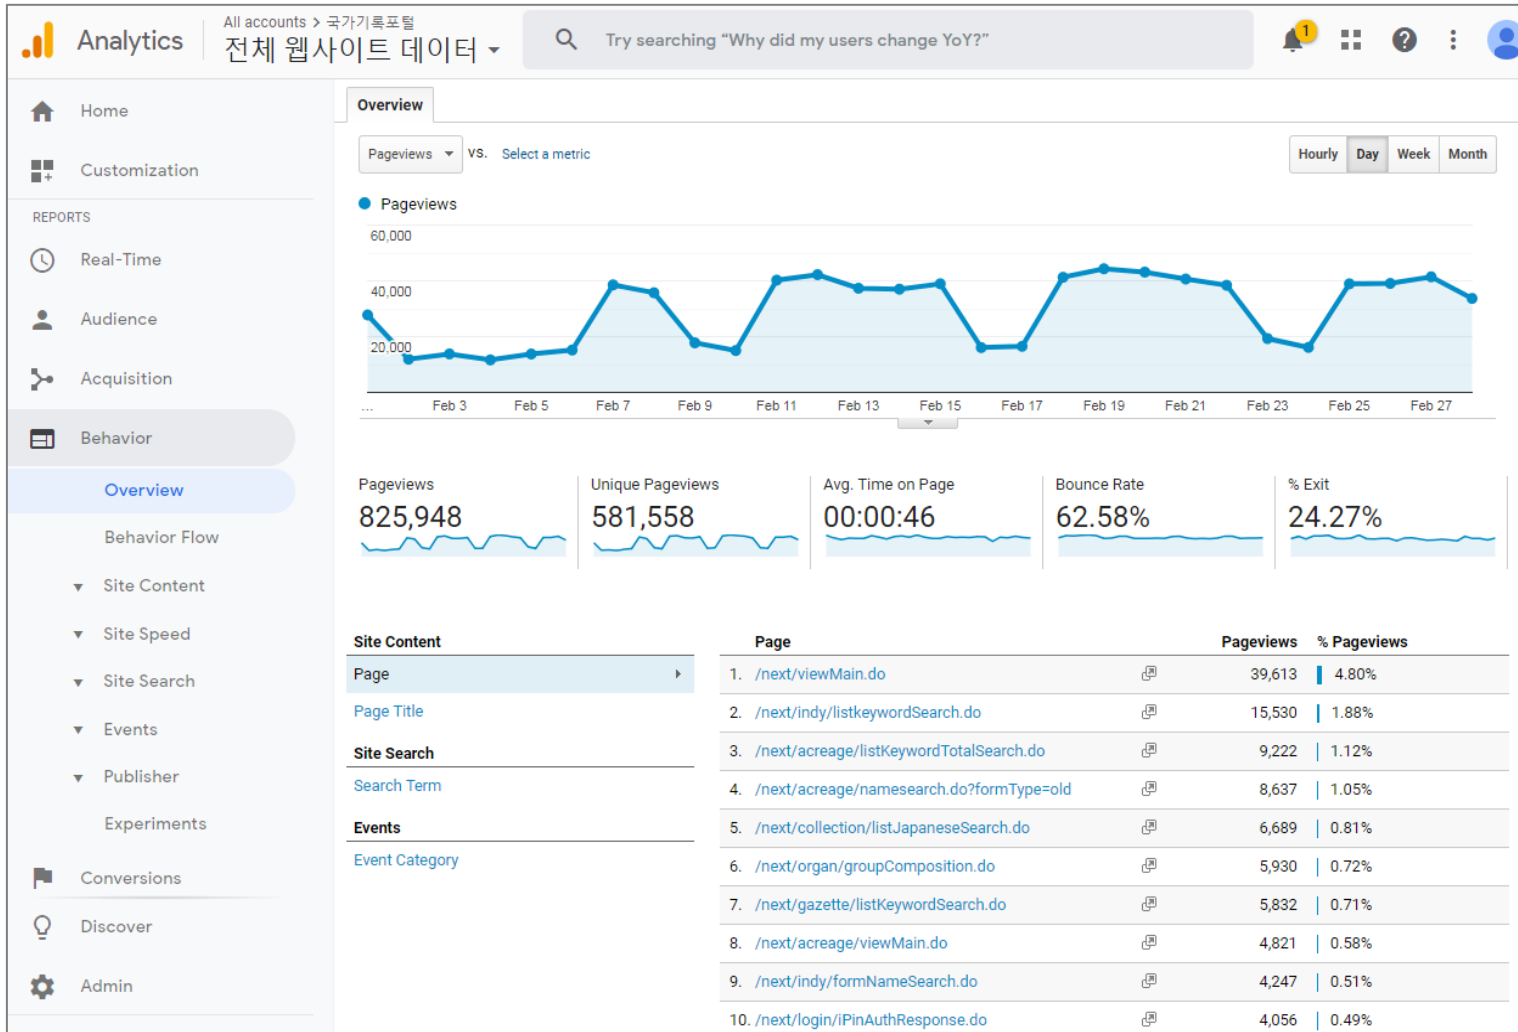 All accounts > 국가기록포털
Analytics
전체 웹사이트 데이터
Try searching “Why did my users change YoY?”
1
Home
Customization
REPORTS
Real-Time
Audience
Acquisition
Behavior
Overview
Behavior Flow
Site Content
Site Speed
Site Search
Events
Publisher
Experiments
Conversions
Discover
Admin
Overview
Pageviews VS. Select a metric
Hourly Day Week Month
Pageviews
60,000
40,000
20,000
... Feb 3 Feb 5 Feb 7 Feb 9 Feb 11 Feb 13 Feb 15 Feb 17 Feb 19 Feb 21 Feb 23 Feb 25 Feb 27
Pageviews
825,948
Unique Pageviews
581,558
Avg. Time on Page
00:00:46
Bounce Rate
62.58%
% Exit
24.27%
Site Content
Page
Page Title
Site Search
Search Term
Events
Event Category
Page Pageviews % Pageviews
1. /next/viewMain.do 39,613 4.80%
2. /next/indy/listkeywordSearch.do 15,530 1.88%
3. /next/acreage/listKeywordTotalSearch.do 9,222 1.12%
4. /next/acreage/namesearch.do?formType=old 8,637 1.05%
5. /next/collection/listJapaneseSearch.do 6,689 0.81%
6. /next/organ/groupComposition.do 5,930 0.72%
7. /next/gazette/listKeywordSearch.do 5,832 0.71%
8. /next/acreage/viewMain.do 4,821 0.58%
9. /next/indy/formNameSearch.do 4,247 0.51%
10. /next/login/iPinAuthResponse.do 4,056 0.49%